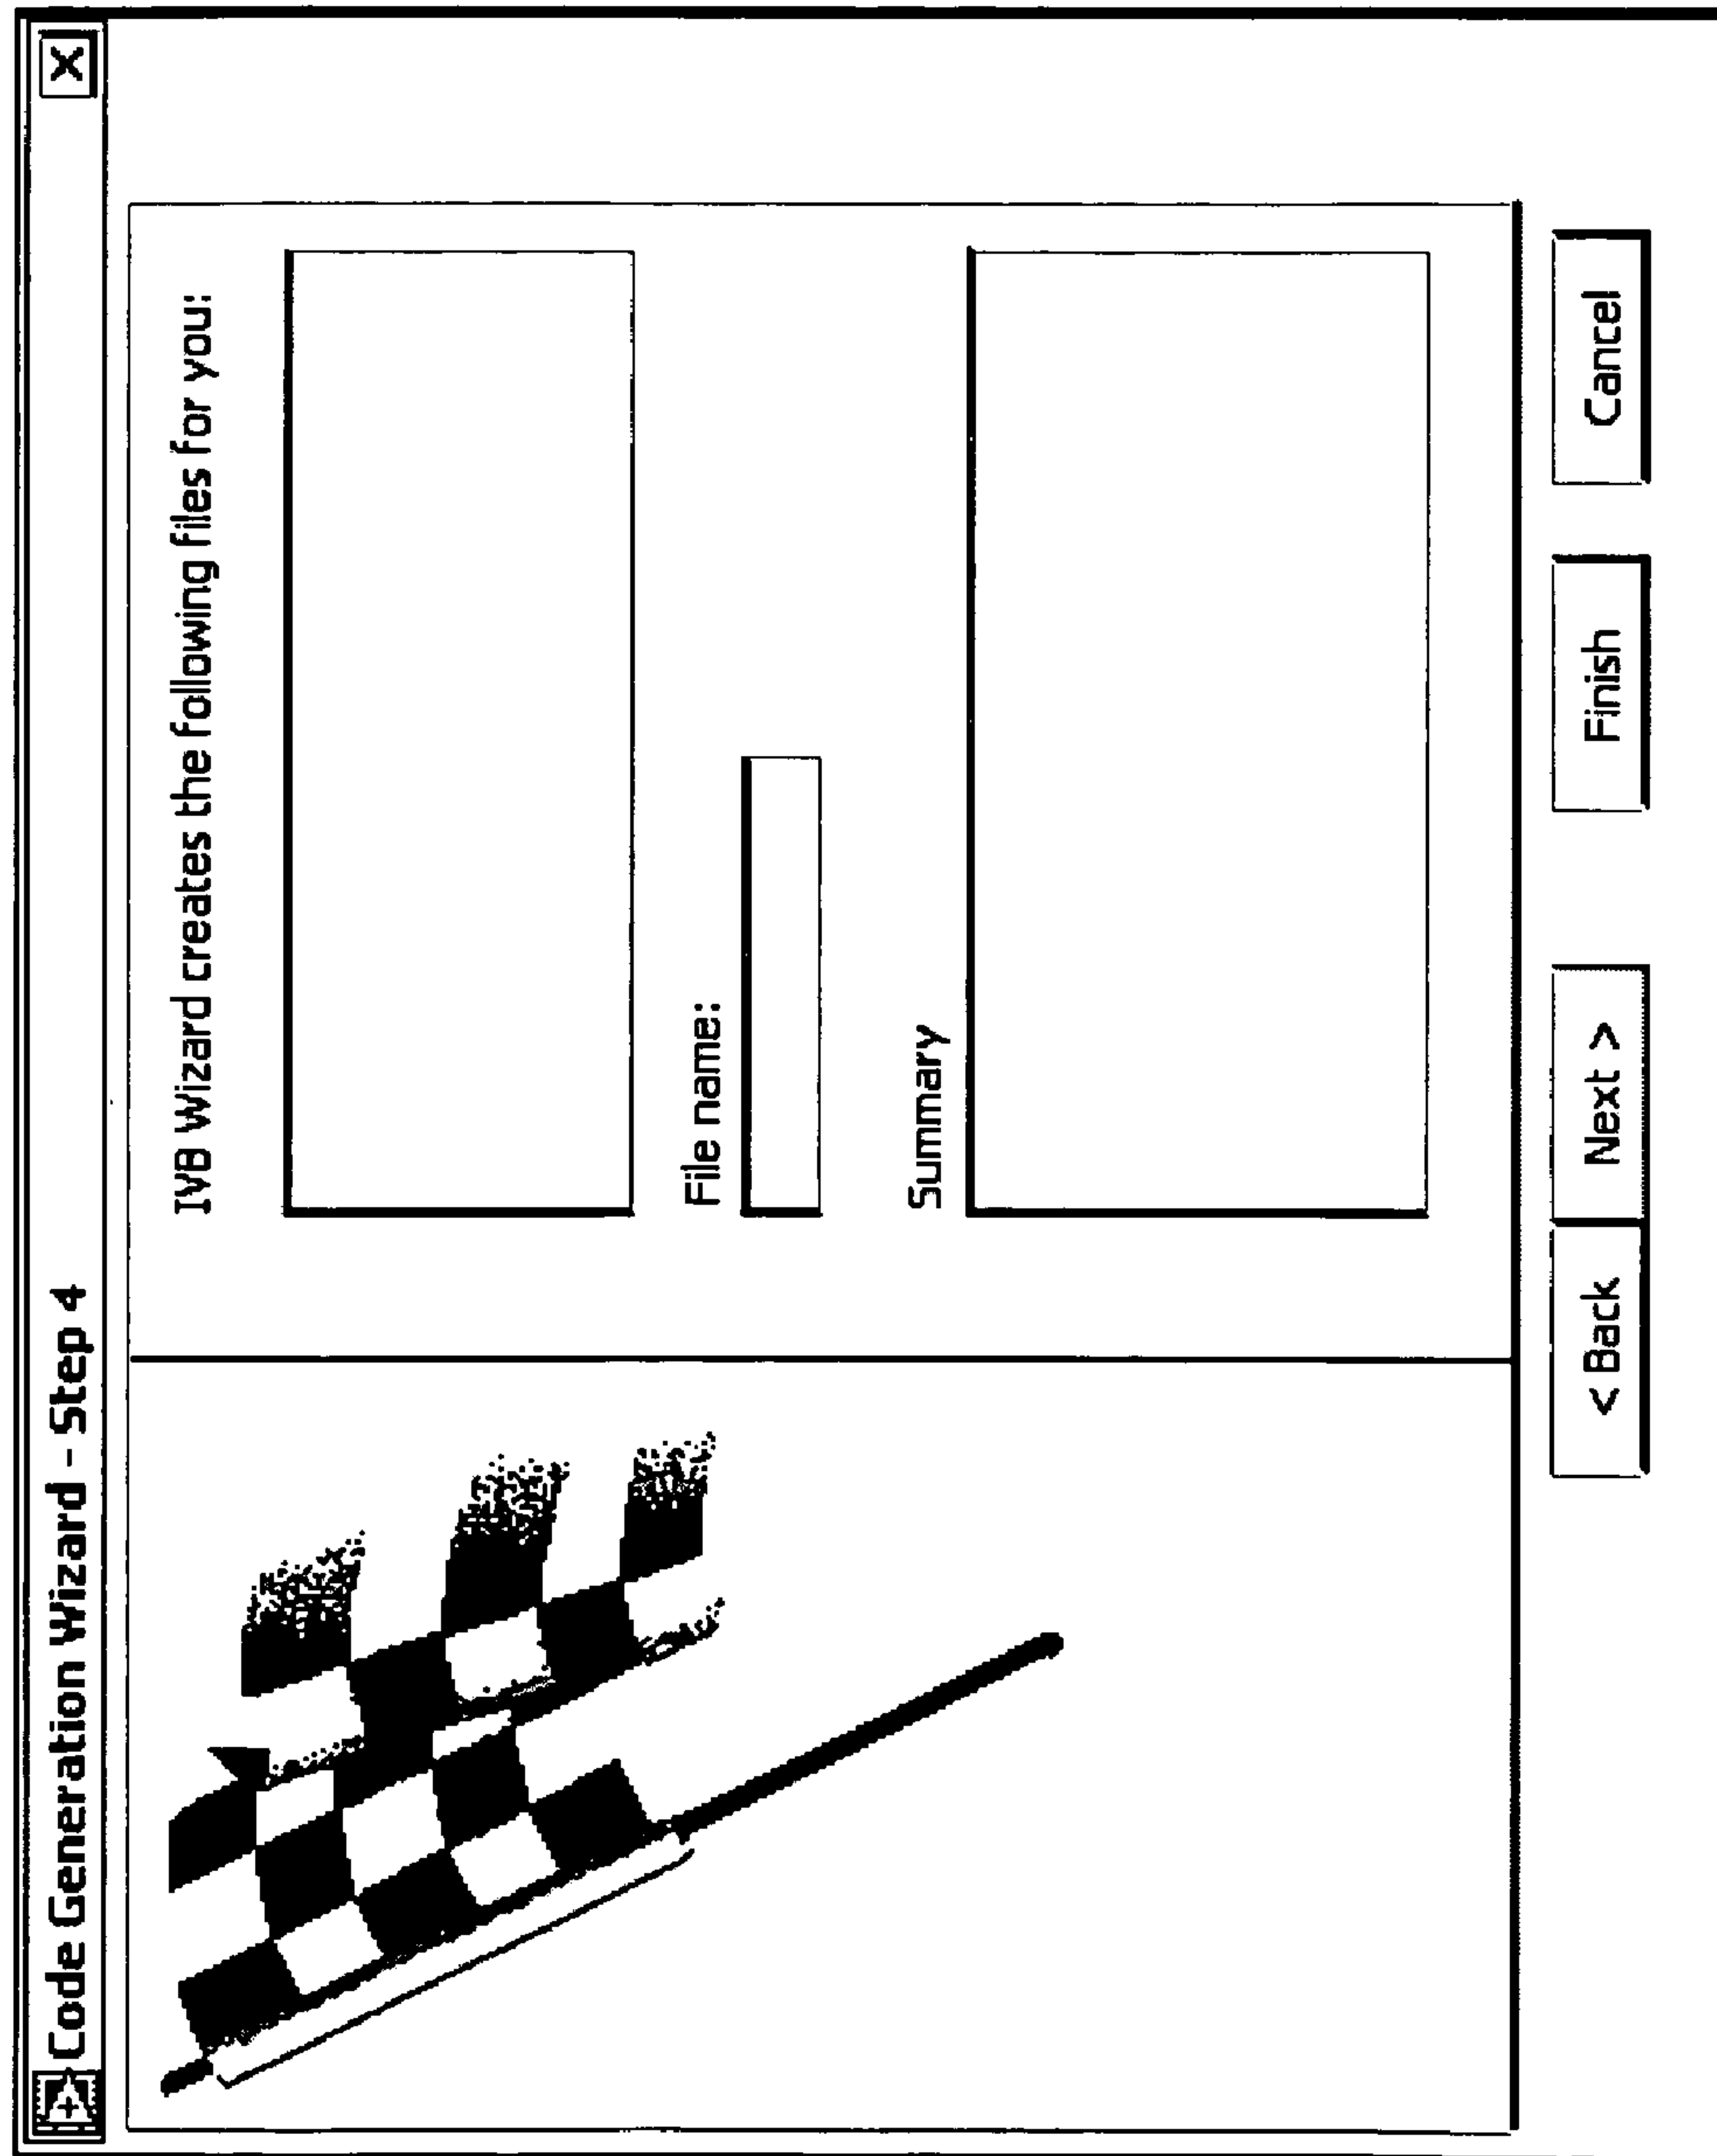 Code Generation Wizard - Step 4
X
IVB Wizard creates the following files for you:
File name:
Summary
< Back
Next >
Finish
Cancel